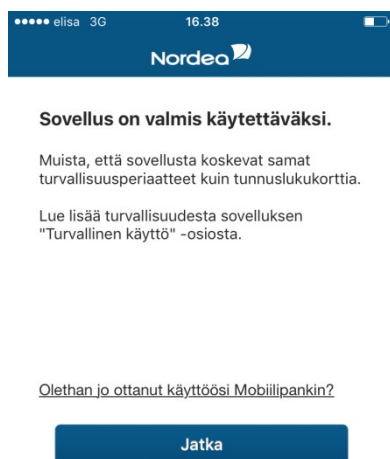 elisa 3G 16.38
Nordea
Sovellus on valmis käytettäväksi.
Muista, että sovellusta koskevat samat
turvallisuusperiaatteet kuin tunnuslukukorttia.
Lue lisää turvallisuudesta sovelluksen
"Turvallinen käyttö" -osiosta.
Olethan jo ottanut käyttöösi Mobiilipankin?
Jatka